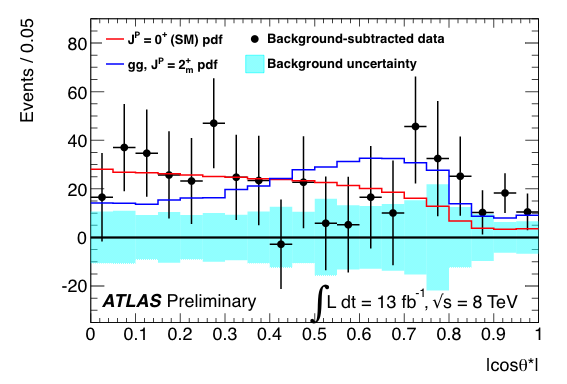 Events / 0.05
80
60
40
20
0
-20
J^P = 0^+ (SM) pdf
gg, J^P = 2^+_m pdf
Background-subtracted data
Background uncertainty
ATLAS Preliminary
∫L dt = 13 fb^-1, √s = 8 TeV
0 0.1 0.2 0.3 0.4 0.5 0.6 0.7 0.8 0.9 1
|cosθ*|